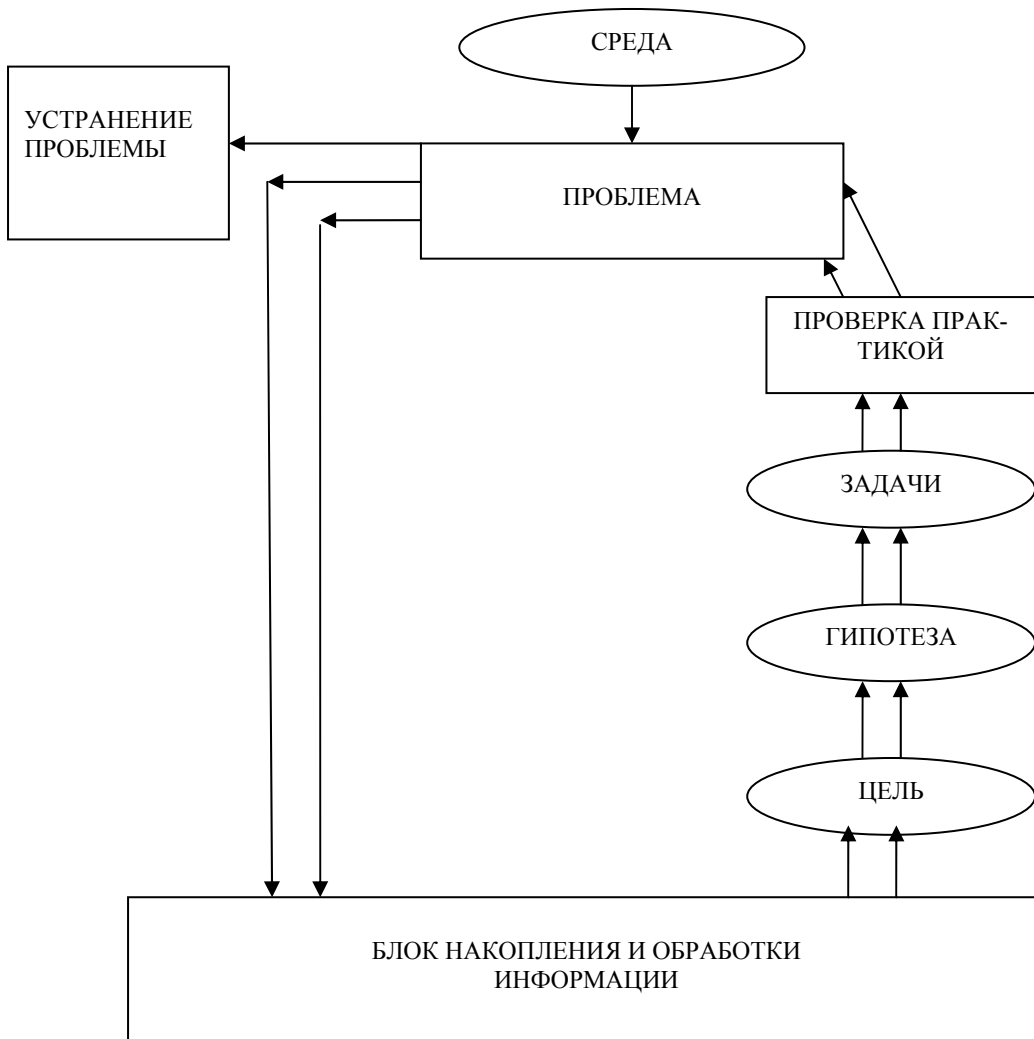 СРЕДА
УСТРАНЕНИЕ
ПРОБЛЕМЫ
ПРОБЛЕМА
ПРОВЕРКА ПРАК-
ТИКОЙ
ЗАДАЧИ
ГИПОТЕЗА
ЦЕЛЬ
БЛОК НАКОПЛЕНИЯ И ОБРАБОТКИ
ИНФОРМАЦИИ